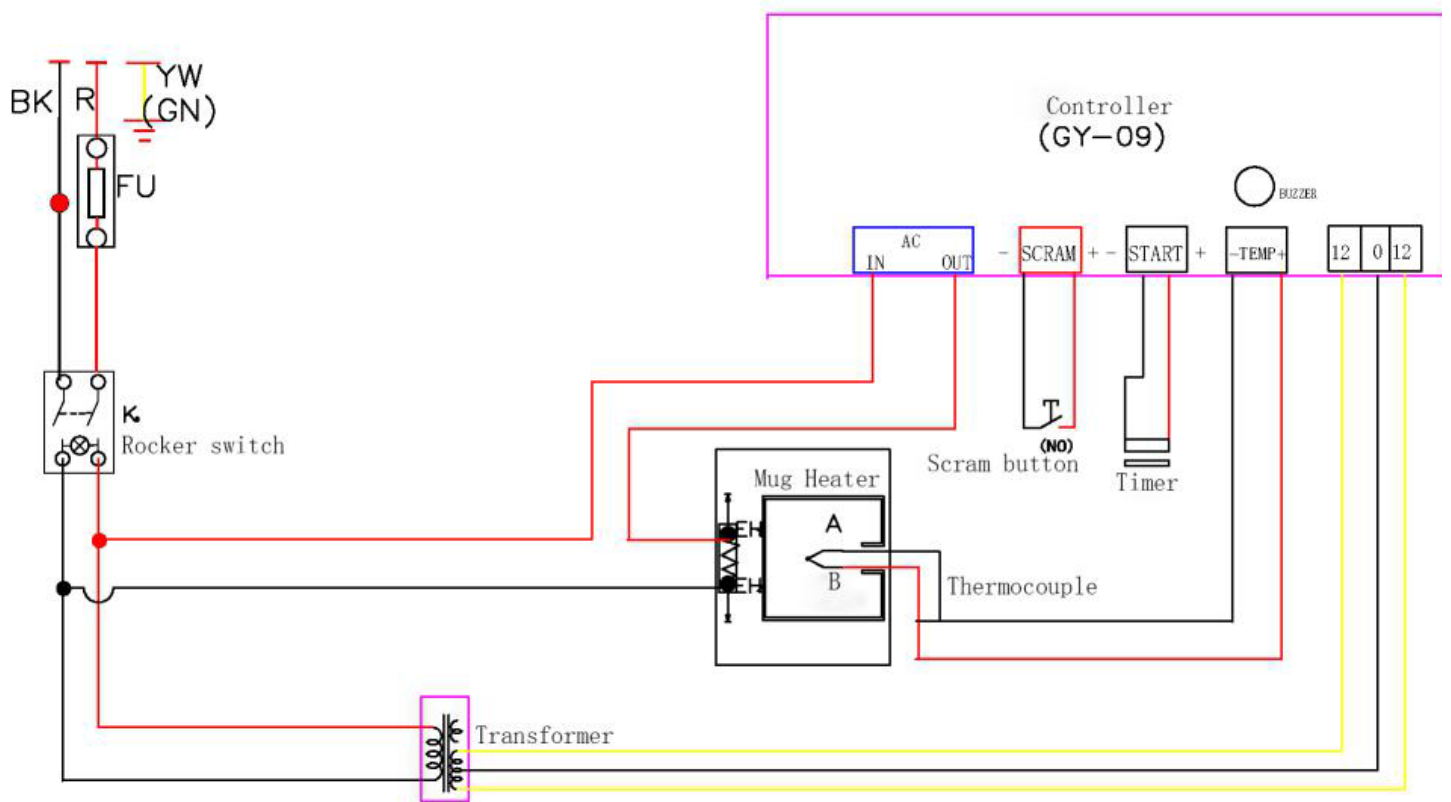 BK
R
YW
(GN)
FU
K
Rocker switch
Controller
(GY-09)
BUZZER
AC
IN OUT
- SCRAM + - START + -TEMP+ 12 0 12
(NO)
Scram button
Timer
Mug Heater
EH
A
EH
B
Thermocouple
Transformer